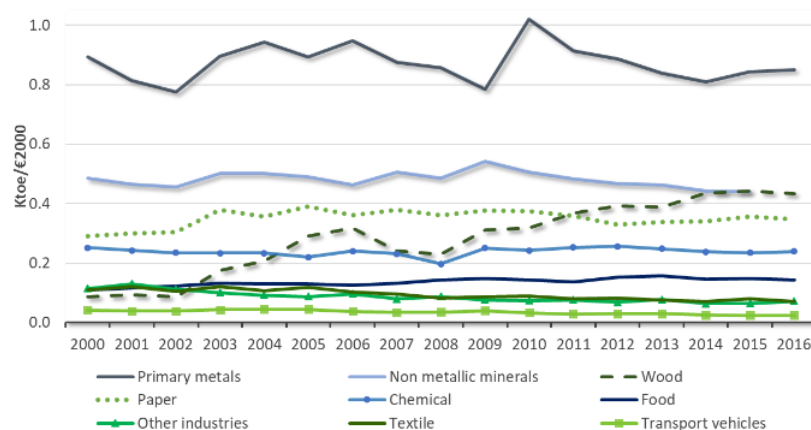 1.0
0.8
0.6
0.4
0.2
0.0
Ktoe/€2000
2000 2001 2002 2003 2004 2005 2006 2007 2008 2009 2010 2011 2012 2013 2014 2015 2016
Primary metals Non metallic minerals Wood
Paper Chemical Food
Other industries Textile Transport vehicles